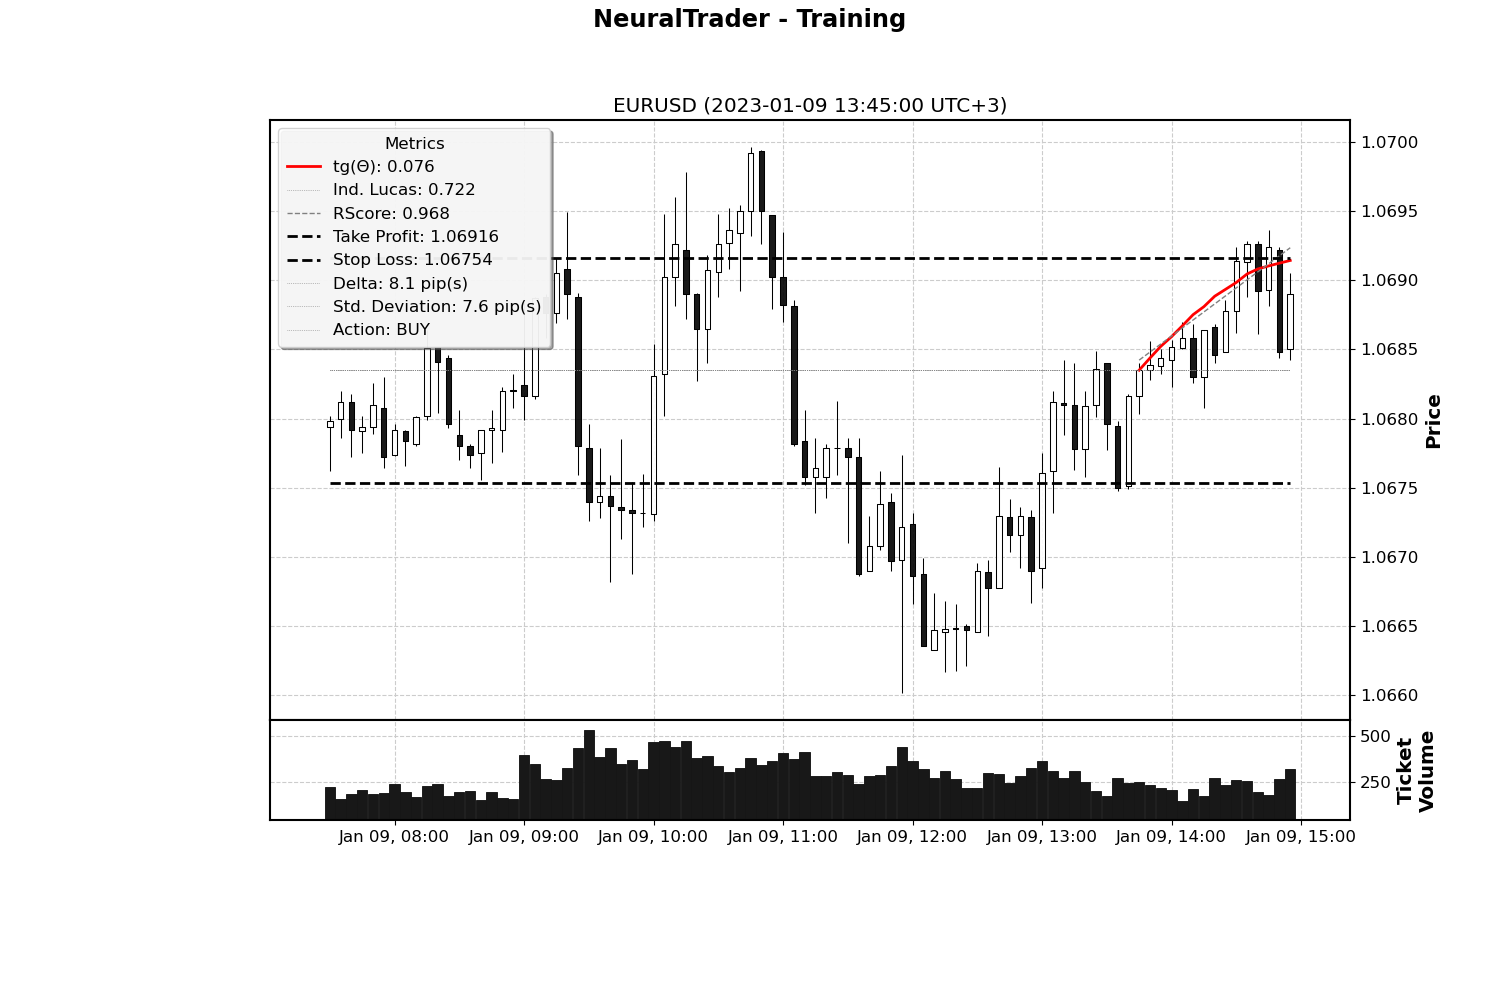 NeuralTrader - Training
EURUSD (2023-01-09 13:45:00 UTC+3)
Metrics
tg(Θ): 0.076
Ind. Lucas: 0.722
RScore: 0.968
Take Profit: 1.06916
Stop Loss: 1.06754
Delta: 8.1 pip(s)
Std. Deviation: 7.6 pip(s)
Action: BUY
1.0700
1.0695
1.0690
1.0685
1.0680
1.0675
1.0670
1.0665
1.0660
Price
500
250
Ticket
Volume
Jan 09, 08:00
Jan 09, 09:00
Jan 09, 10:00
Jan 09, 11:00
Jan 09, 12:00
Jan 09, 13:00
Jan 09, 14:00
Jan 09, 15:00